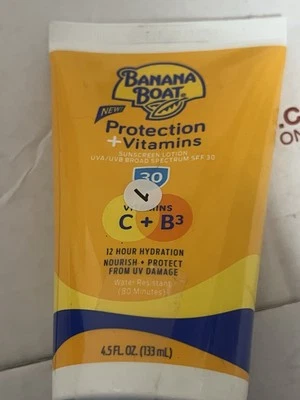 BANANA
BOAT
NEW!
Protection
+ Vitamins
SUNSCREEN LOTION
UVA/UVB BROAD SPECTRUM SPF 30
30
VITAMINS
C + B3
12 HOUR HYDRATION
NOURISH • PROTECT
FROM UV DAMAGE
Water Resistant
(80 Minutes)
4.5 FL. OZ. (133 mL)
.c
ON